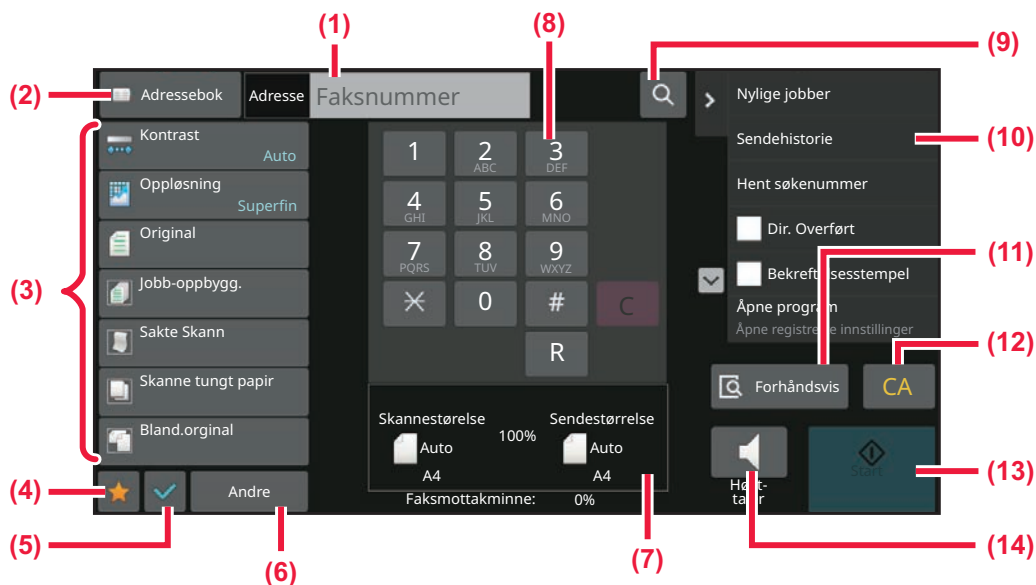 (1)
(8)
(9)
(2)
Adressebok
Adresse
Faksnummer
Nylige jobber
(3)
Kontrast
Auto
Oppløsning
Superfin
Original
Jobb-oppbygg.
Sakte Skann
Skanne tungt papir
Bland.orginal
1
2
ABC
3
DEF
4
GHI
5
JKL
6
MNO
7
PQRS
8
TUV
9
WXYZ
0
#
C
R
Sendehistorie
(10)
Hent søkenummer
Dir. Overført
(11)
Åpne program
(12)
Forhåndsvis
CA
Skannestørelse
Sendestørrelse
100%
Auto
Auto
A4
A4
Faksmottakminne:
0%
Start
(13)
(14)
(4)
(5)
Andre
(6)
(7)